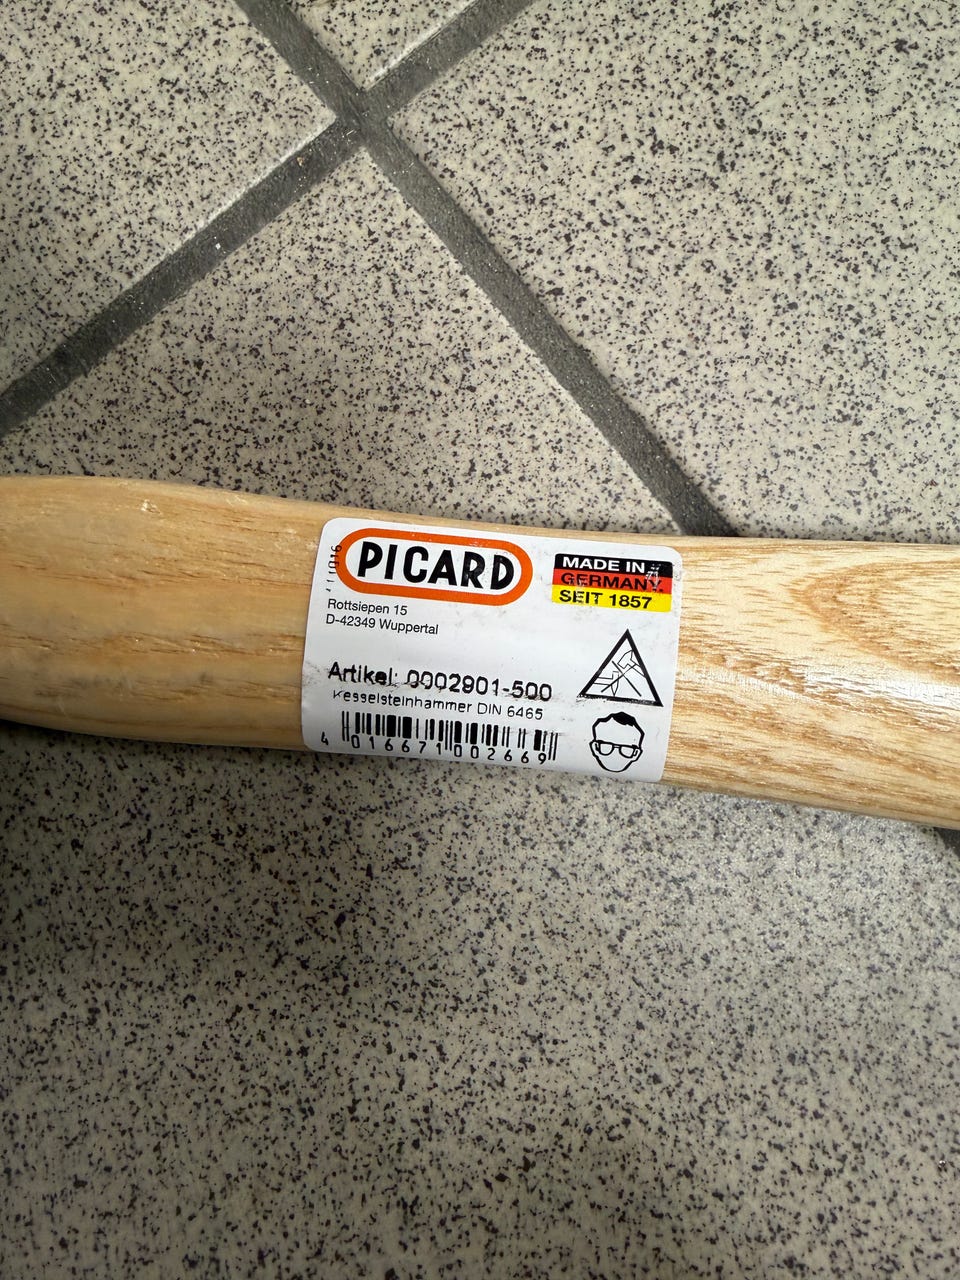 PICARD
MADE IN
GERMANY
SEIT 1857
Rottsiepen 15
D-42349 Wuppertal
Artikel: 0002901-500
Kesselsteinhammer DIN 6465
4 016671 002669